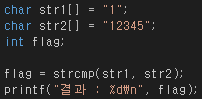 char str1[] = "1";
char str2[] = "12345";
int flag;
flag = strcmp(str1, str2);
printf("결과 : %d₩n", flag);